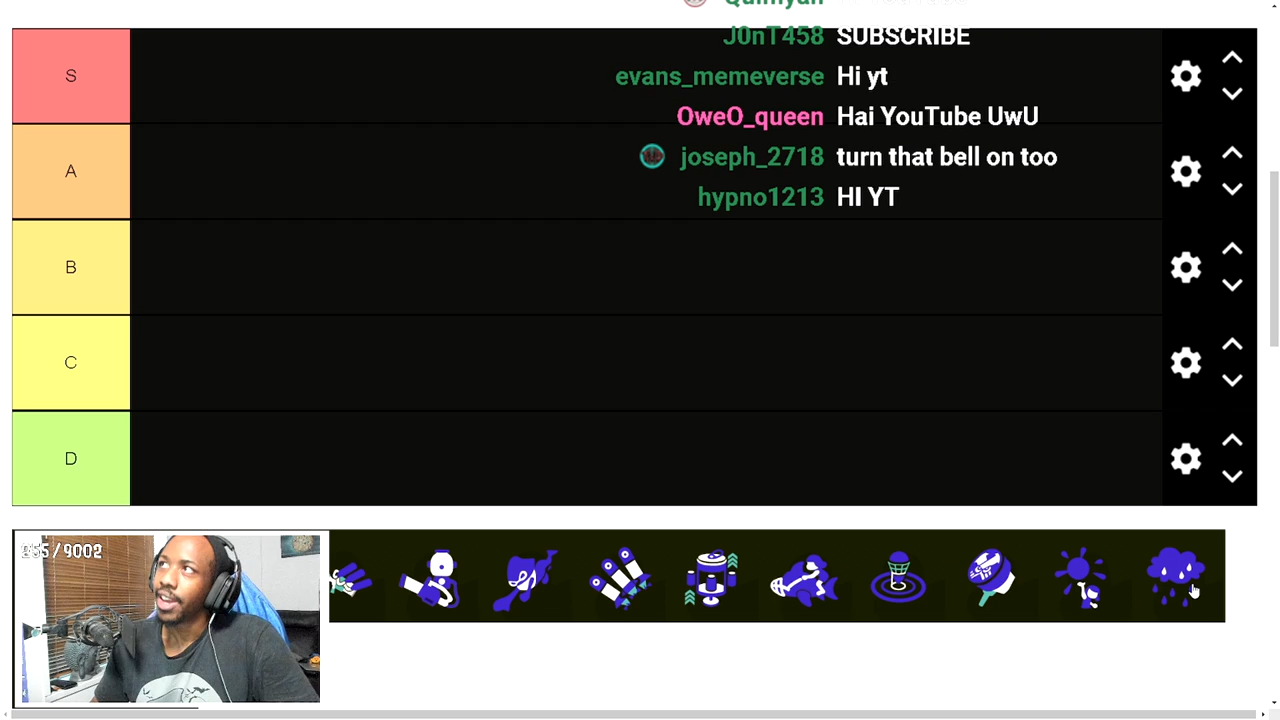 J0nT458 SUBSCRIBE
S
evans_memeverse Hi yt
OweO_queen Hai YouTube UwU
A
joseph_2718 turn that bell on too
hypno1213 HI YT
B
C
D
/9002